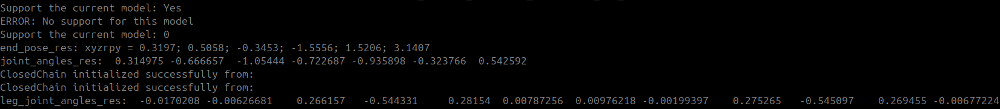 Support the current model: Yes
ERROR: No support for this model
Support the current model: 0
end_pose_res: xyzrpy = 0.3197; 0.5058; -0.3453; -1.5556; 1.5206; 3.1407
joint_angles_res:  0.314975 -0.666657  -1.05444 -0.722687 -0.935898 -0.323766  0.542592
ClosedChain initialized successfully from:
ClosedChain initialized successfully from:
leg_joint_angles_res:  -0.0170208 -0.00626681    0.266157   -0.544331     0.28154  0.00787256  0.00976218 -0.00199397    0.275265   -0.545097    0.269455 -0.00677224